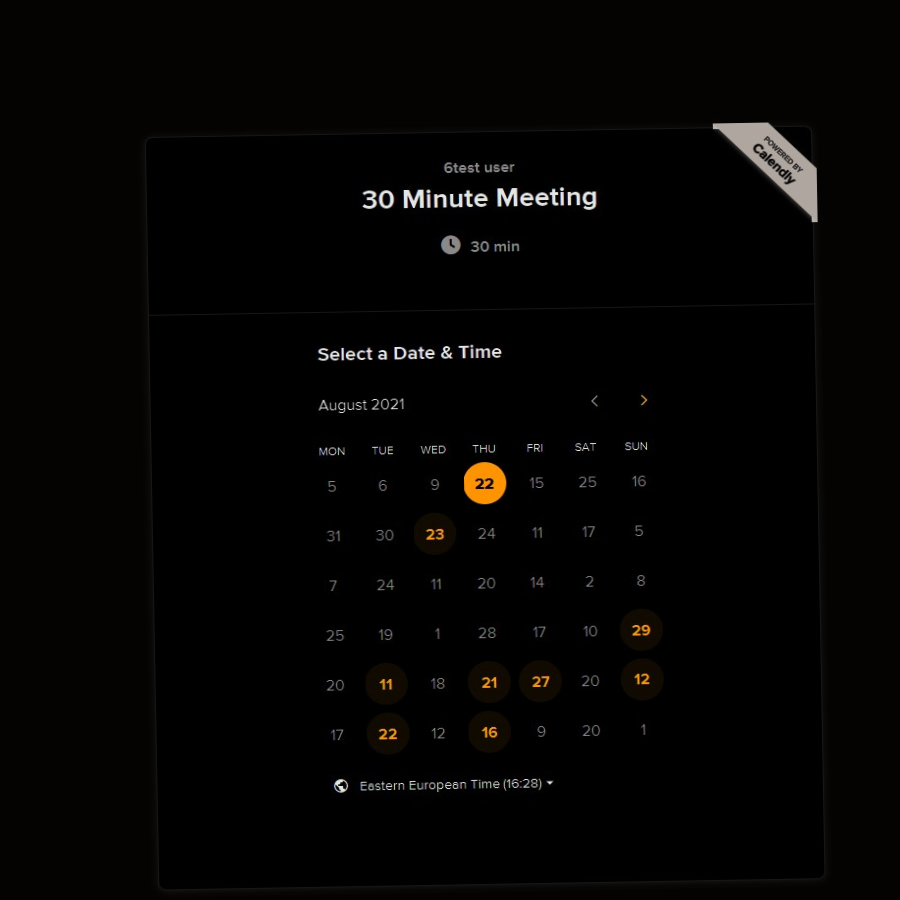 POWERED BY
Calendly
6test user
30 Minute Meeting
30 min
Select a Date & Time
August 2021
MON TUE WED THU FRI SAT SUN
5 6 9 22 15 25 16
31 30 23 24 11 17 5
7 24 11 20 14 2 8
25 19 1 28 17 10 29
20 11 18 21 27 20 12
17 22 12 16 9 20 1
Eastern European Time (16:28)